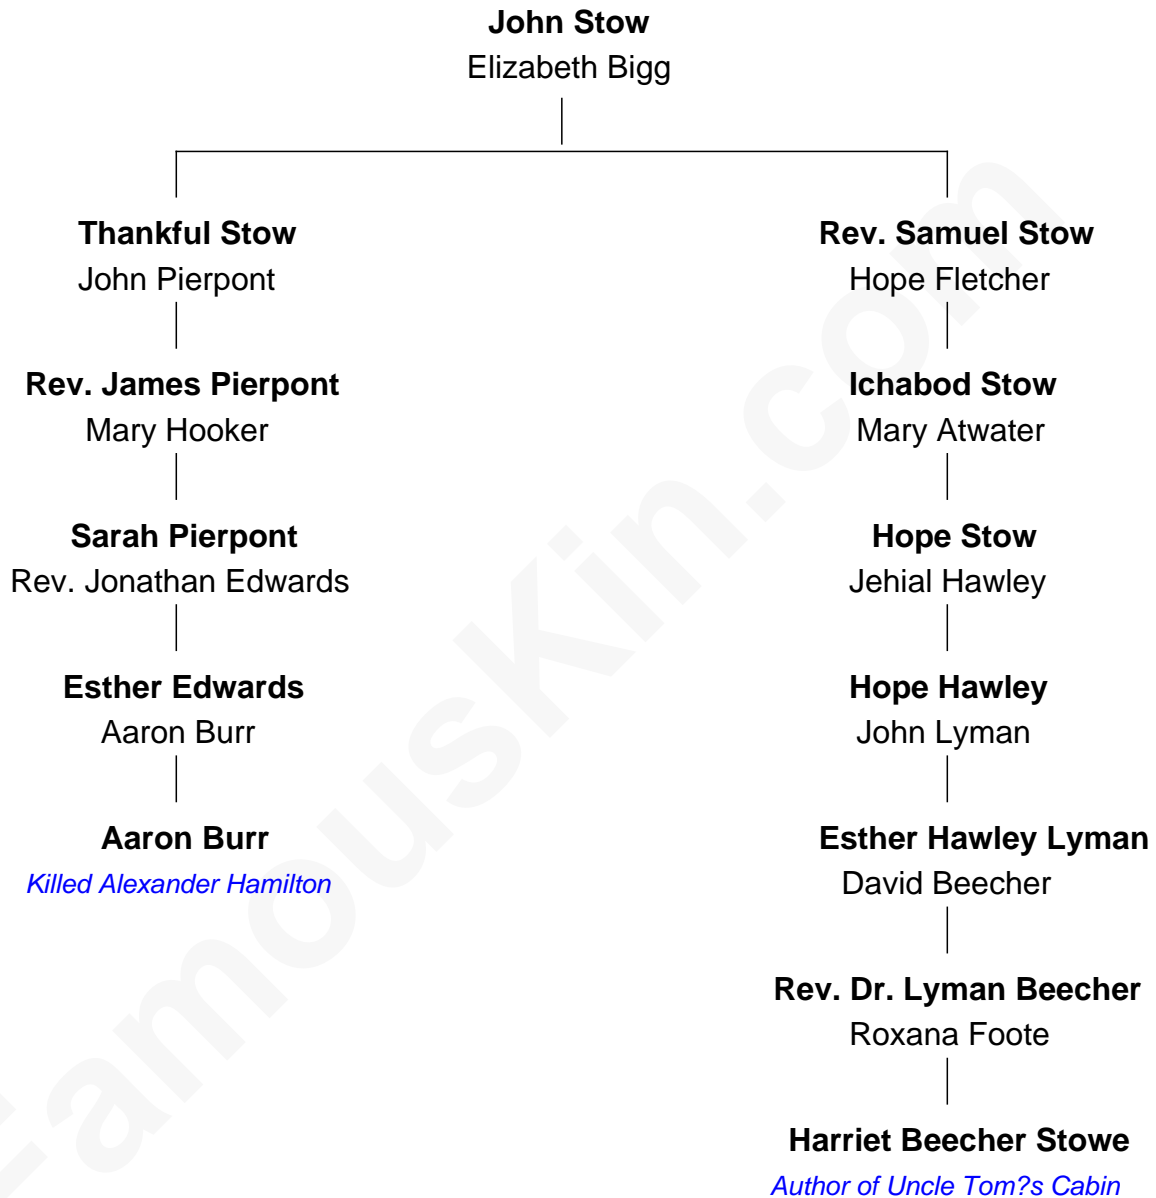 John Stow
Elizabeth Bigg
Thankful Stow
John Pierpont
Rev. James Pierpont
Mary Hooker
Sarah Pierpont
Rev. Jonathan Edwards
Esther Edwards
Aaron Burr
Aaron Burr
Killed Alexander Hamilton
Rev. Samuel Stow
Hope Fletcher
Ichabod Stow
Mary Atwater
Hope Stow
Jehial Hawley
Hope Hawley
John Lyman
Esther Hawley Lyman
David Beecher
Rev. Dr. Lyman Beecher
Roxana Foote
Harriet Beecher Stowe
Author of Uncle Tom?s Cabin
FamousKin.com